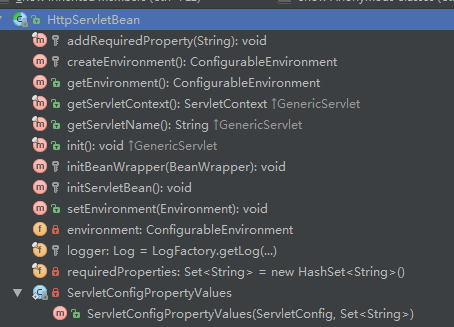 HttpServletBean
addRequiredProperty(String): void
createEnvironment(): ConfigurableEnvironment
getEnvironment(): ConfigurableEnvironment
getServletContext(): ServletContext ↑GenericServlet
getServletName(): String ↑GenericServlet
init(): void ↑GenericServlet
initBeanWrapper(BeanWrapper): void
initServletBean(): void
setEnvironment(Environment): void
environment: ConfigurableEnvironment
logger: Log = LogFactory.getLog(...)
requiredProperties: Set<String> = new HashSet<String>()
ServletConfigPropertyValues
ServletConfigPropertyValues(ServletConfig, Set<String>)